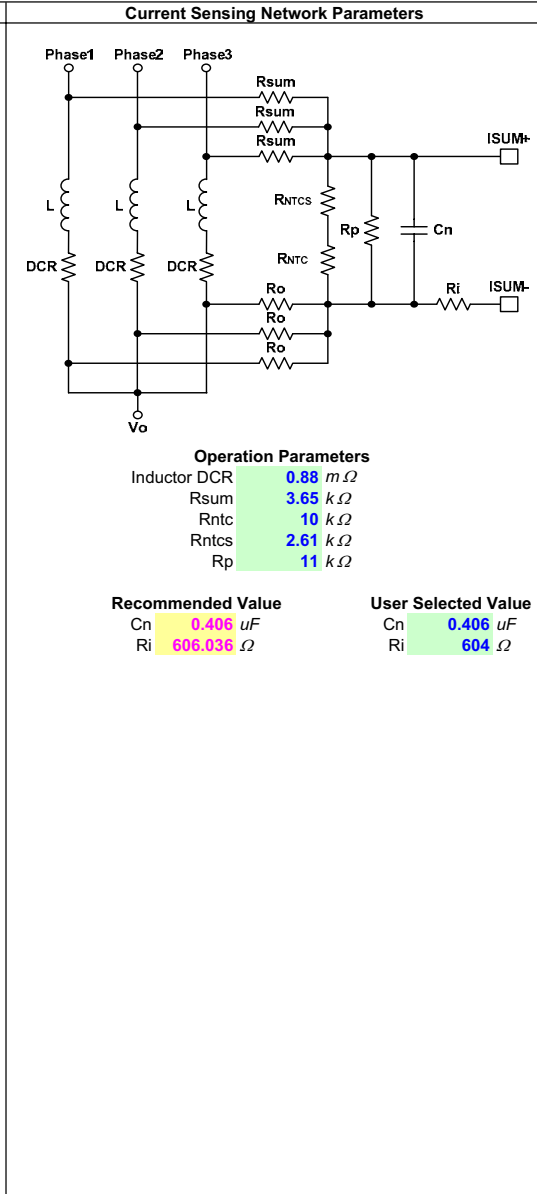 Current Sensing Network Parameters
Phase1 Phase2 Phase3
Rsum
Rsum
Rsum
ISUM+
RNTCS
L L L
Rp Cn
RNTC
DCR DCR DCR
Ro
Ri
ISUM-
Ro
Ro
Vo
Operation Parameters
Inductor DCR 0.88 mΩ
Rsum 3.65 kΩ
Rntc 10 kΩ
Rntcs 2.61 kΩ
Rp 11 kΩ
Recommended Value
Cn 0.406 uF
Ri 606.036 Ω
User Selected Value
Cn 0.406 uF
Ri 604 Ω